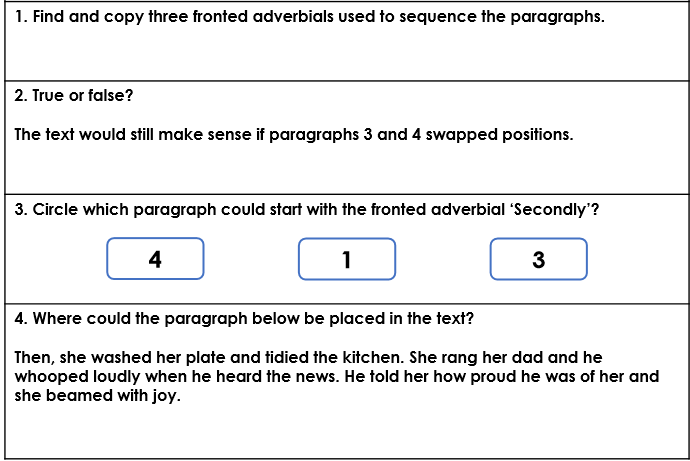 1. Find and copy three fronted adverbials used to sequence the paragraphs.
2. True or false?
The text would still make sense if paragraphs 3 and 4 swapped positions.
3. Circle which paragraph could start with the fronted adverbial ‘Secondly’?
4 1 3
4. Where could the paragraph below be placed in the text?
Then, she washed her plate and tidied the kitchen. She rang her dad and he
whooped loudly when he heard the news. He told her how proud he was of her and
she beamed with joy.